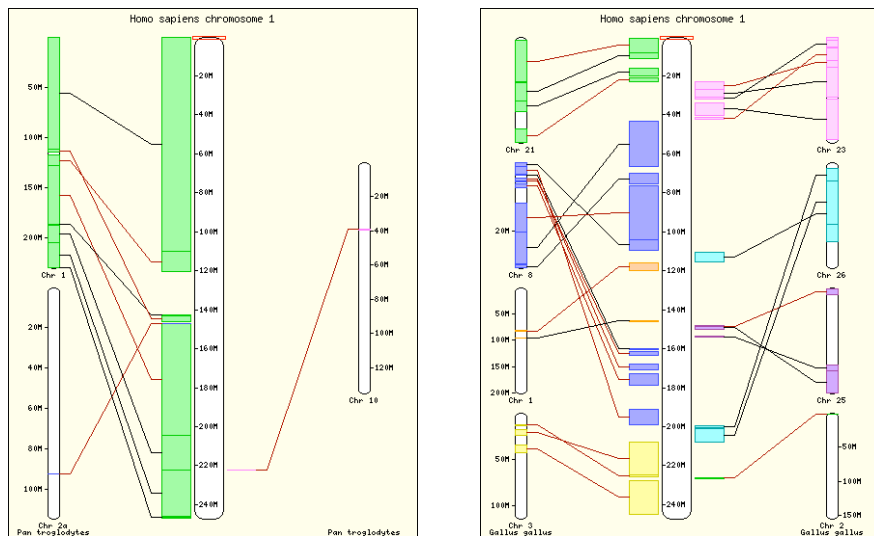 Homo sapiens chromosome 1
50M
100M
150M
200M
Chr 1
20M
40M
60M
80M
100M
Chr 2a
Pan troglodytes
20M
40M
60M
80M
100M
120M
140M
160M
180M
200M
220M
240M
20M
40M
60M
80M
100M
120M
Chr 10
Pan troglodytes
Homo sapiens chromosome 1
Chr 21
20M
Chr 8
50M
100M
150M
200M
Chr 1
50M
100M
Chr 3
Gallus gallus
20M
40M
60M
80M
100M
120M
140M
160M
180M
200M
220M
240M
Chr 23
Chr 26
Chr 25
50M
100M
150M
Chr 2
Gallus gallus